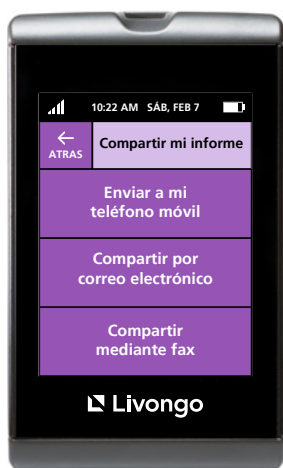 10:22 AM SÁB, FEB 7
←
ATRAS
Compartir mi informe
Enviar a mi
teléfono móvil
Compartir por
correo electrónico
Compartir
mediante fax
Livongo